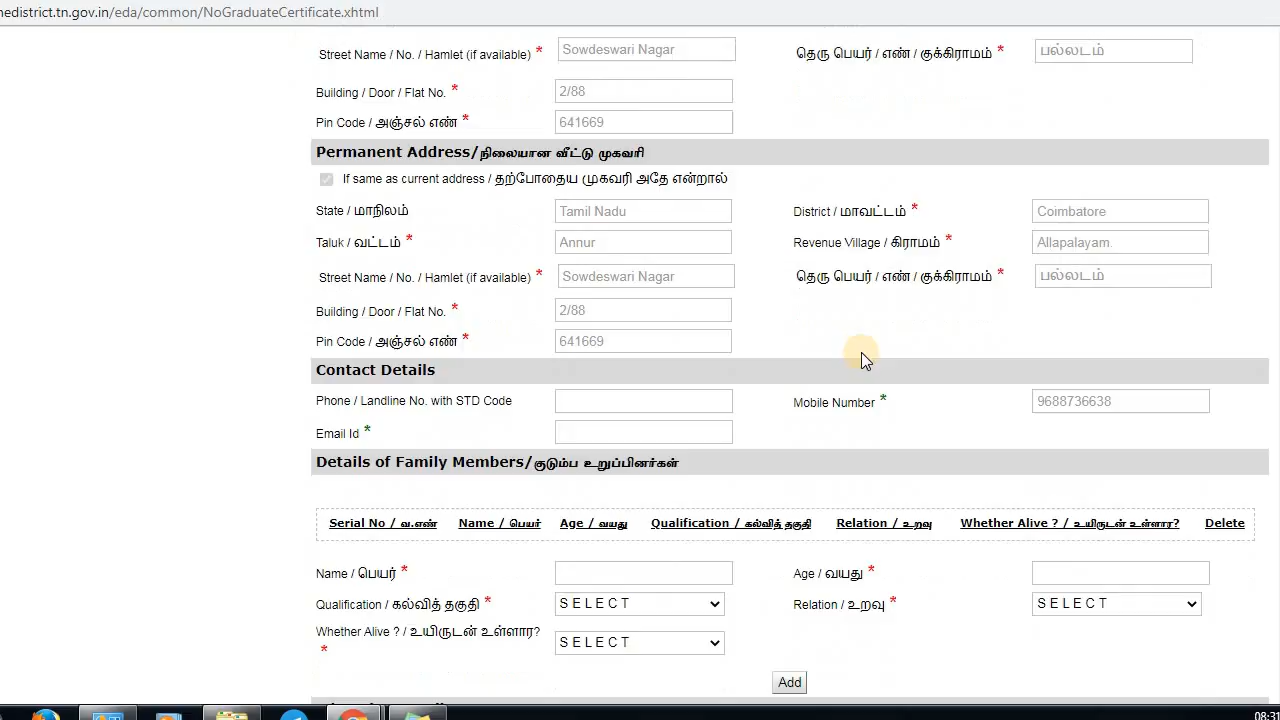 nedistrict.tn.gov.in/eda/common/NoGraduateCertificate.xhtml
Street Name / No. / Hamlet (if available) * Sowdeswari Nagar தெரு பெயர் / எண் / குக்கிராமம் * பல்லடம்
Building / Door / Flat No. * 2/88
Pin Code / அஞ்சல் எண் * 641669
Permanent Address/நிலையான வீட்டு முகவரி
If same as current address / தற்போதைய முகவரி அதே என்றால்
State / மாநிலம் Tamil Nadu District / மாவட்டம் * Coimbatore
Taluk / வட்டம் * Annur Revenue Village / கிராமம் * Allapalayam.
Street Name / No. / Hamlet (if available) * Sowdeswari Nagar தெரு பெயர் / எண் / குக்கிராமம் * பல்லடம்
Building / Door / Flat No. * 2/88
Pin Code / அஞ்சல் எண் * 641669
Contact Details
Phone / Landline No. with STD Code Mobile Number * 9688736638
Email Id *
Details of Family Members/குடும்ப உறுப்பினர்கள்
Serial No / வ.எண் Name / பெயர் Age / வயது Qualification / கல்வித் தகுதி Relation / உறவு Whether Alive ? / உயிருடன் உள்ளார? Delete
Name / பெயர் * Age / வயது *
Qualification / கல்வித் தகுதி * S E L E C T Relation / உறவு * S E L E C T
Whether Alive ? / உயிருடன் உள்ளார? * S E L E C T
Add
08:31